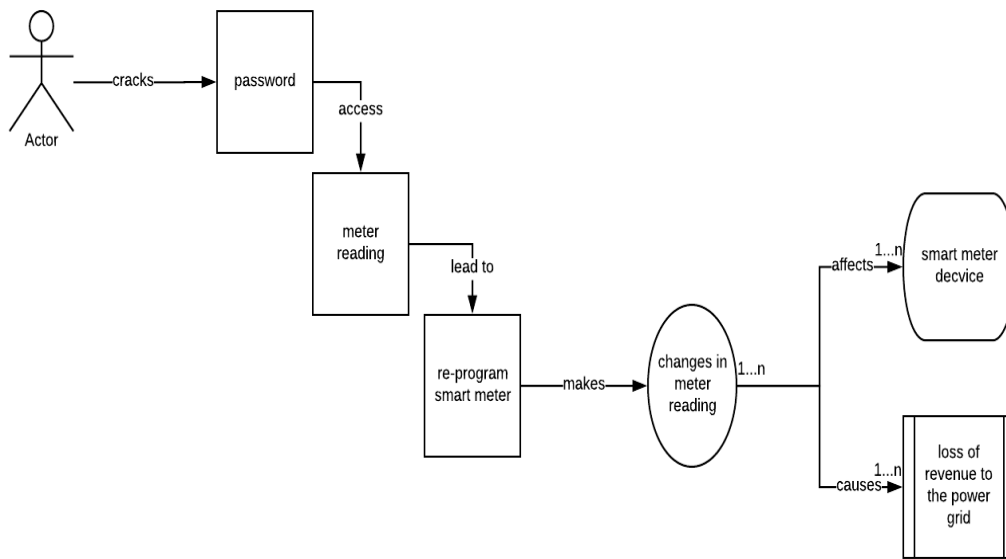 cracks
password
Actor
access
meter
reading
lead to
re-program
smart meter
makes
changes in
meter
reading
1...n
affects
1...n
smart meter
decvice
causes
1...n
loss of
revenue to
the power
grid